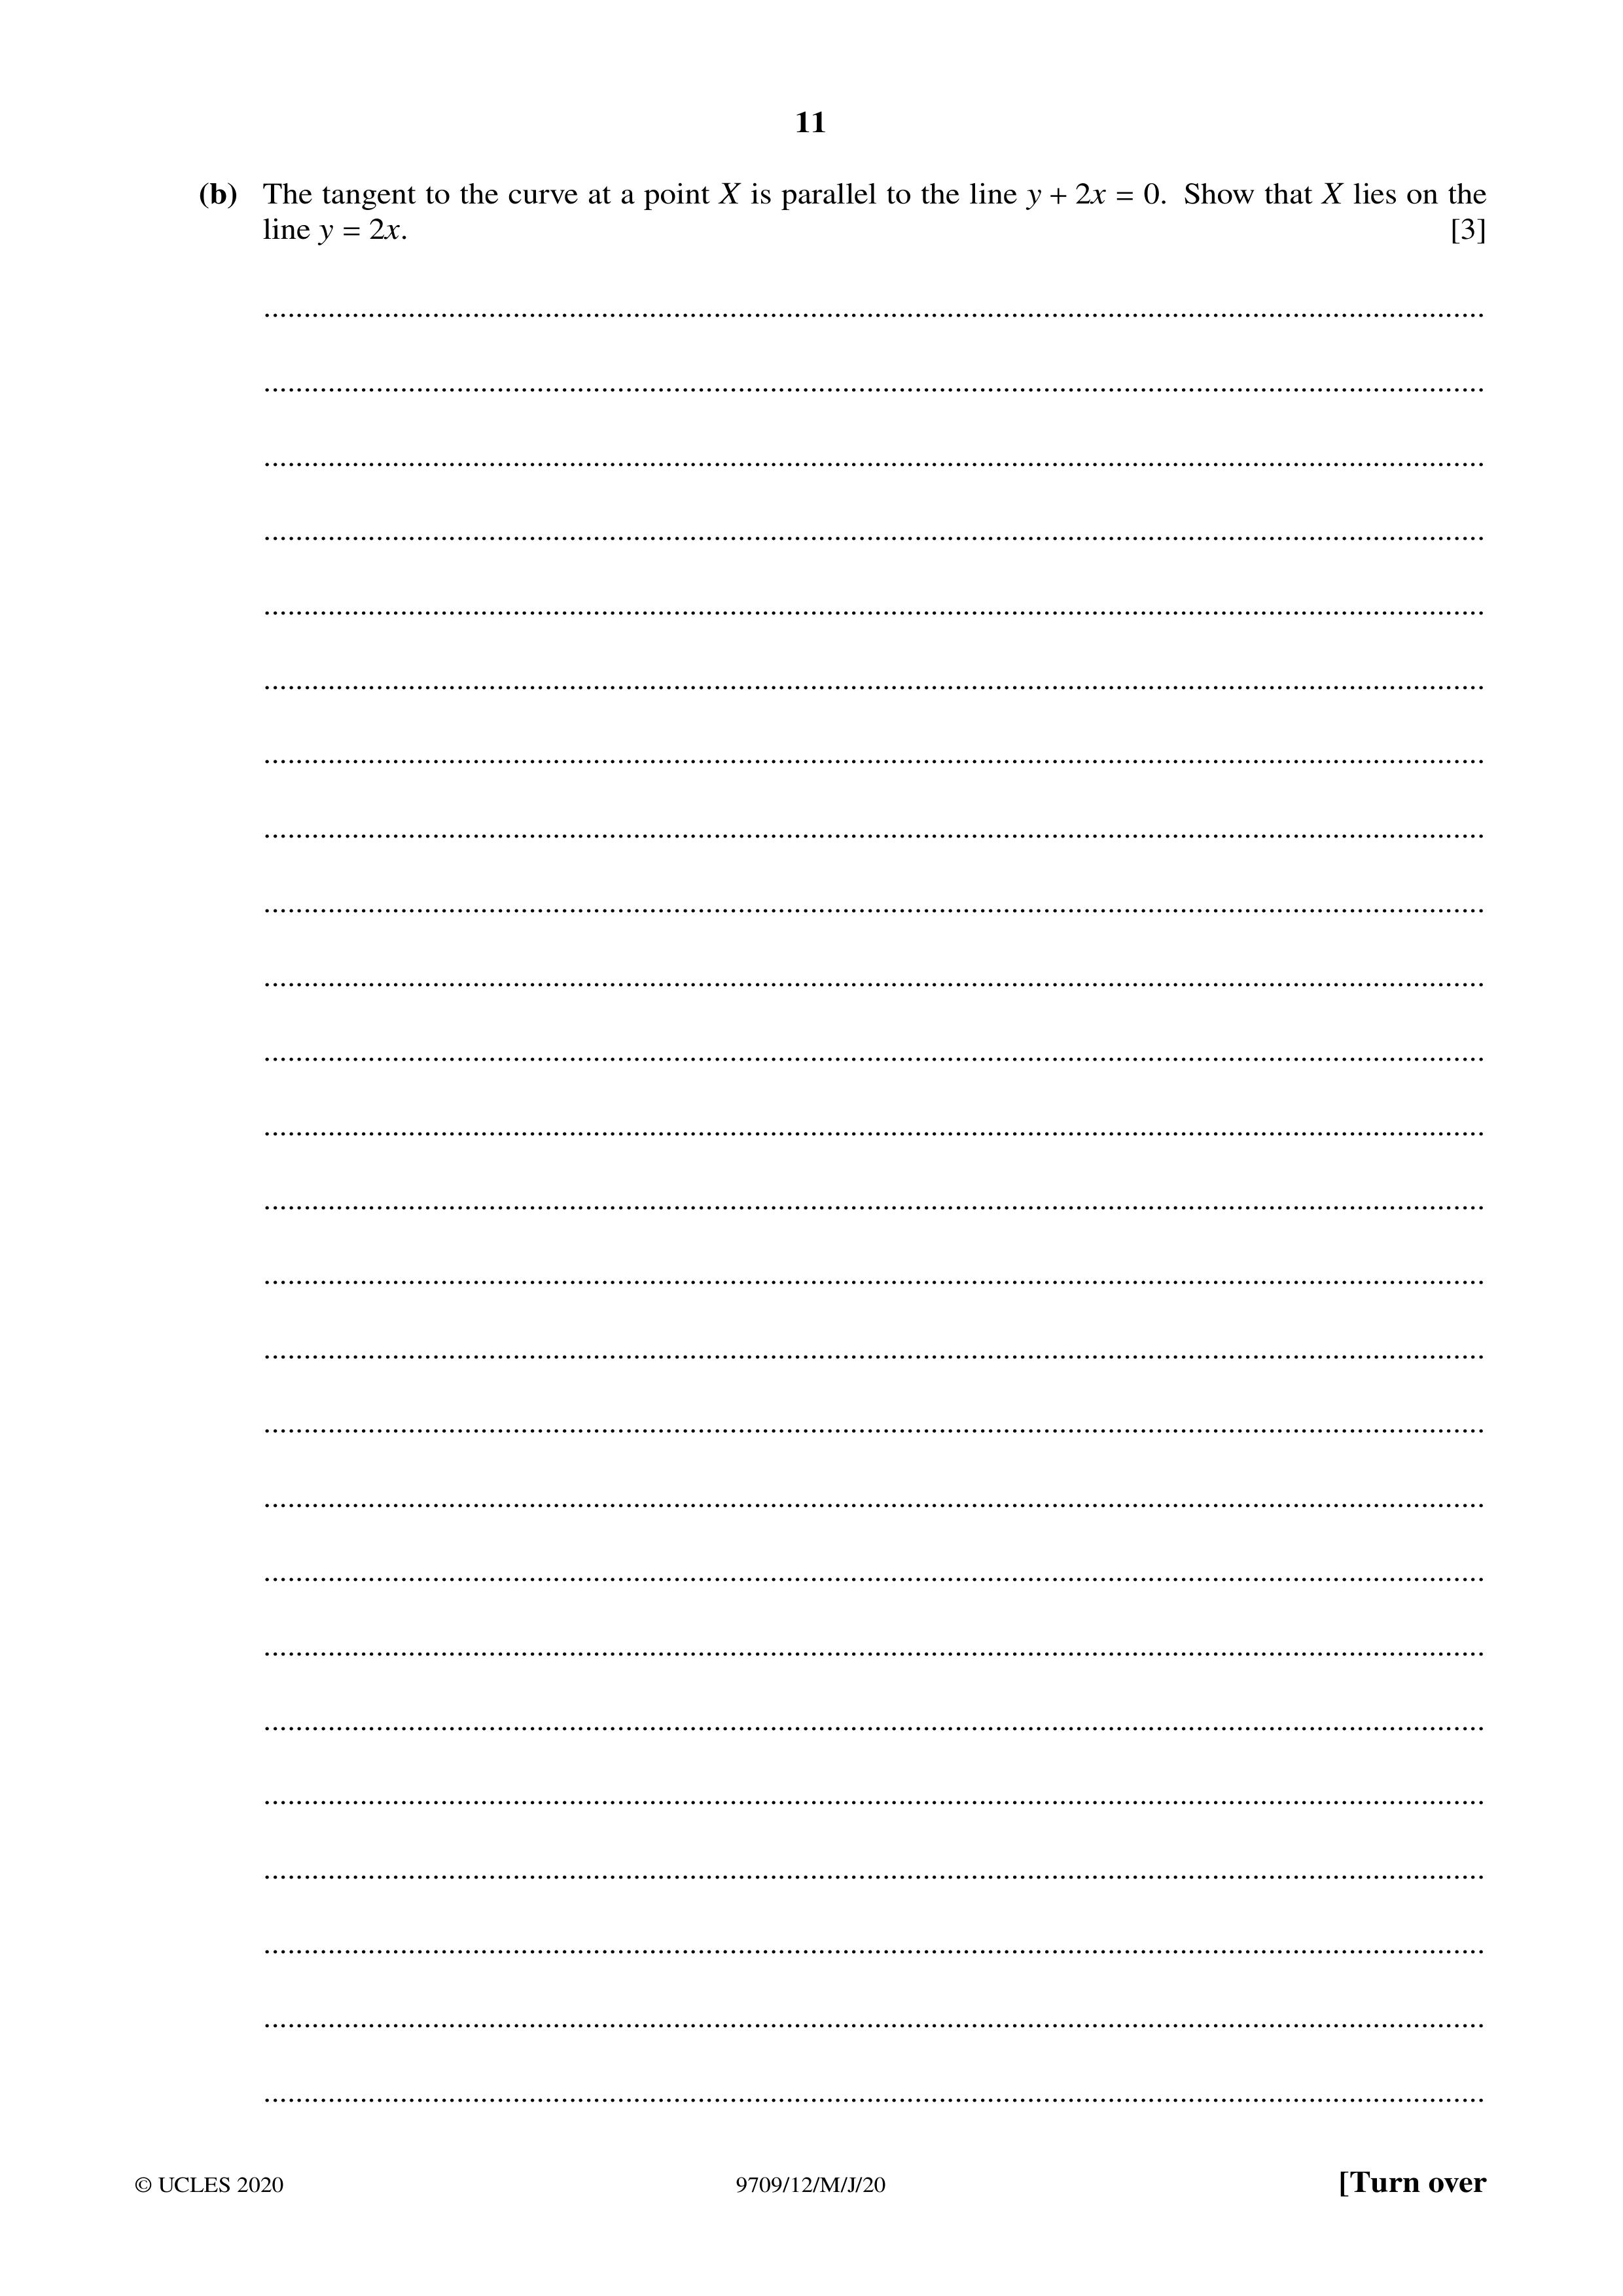 11
(b) The tangent to the curve at a point X is parallel to the line y + 2x = 0. Show that X lies on the
line y = 2x. [3]
© UCLES 2020 9709/12/M/J/20 [Turn over